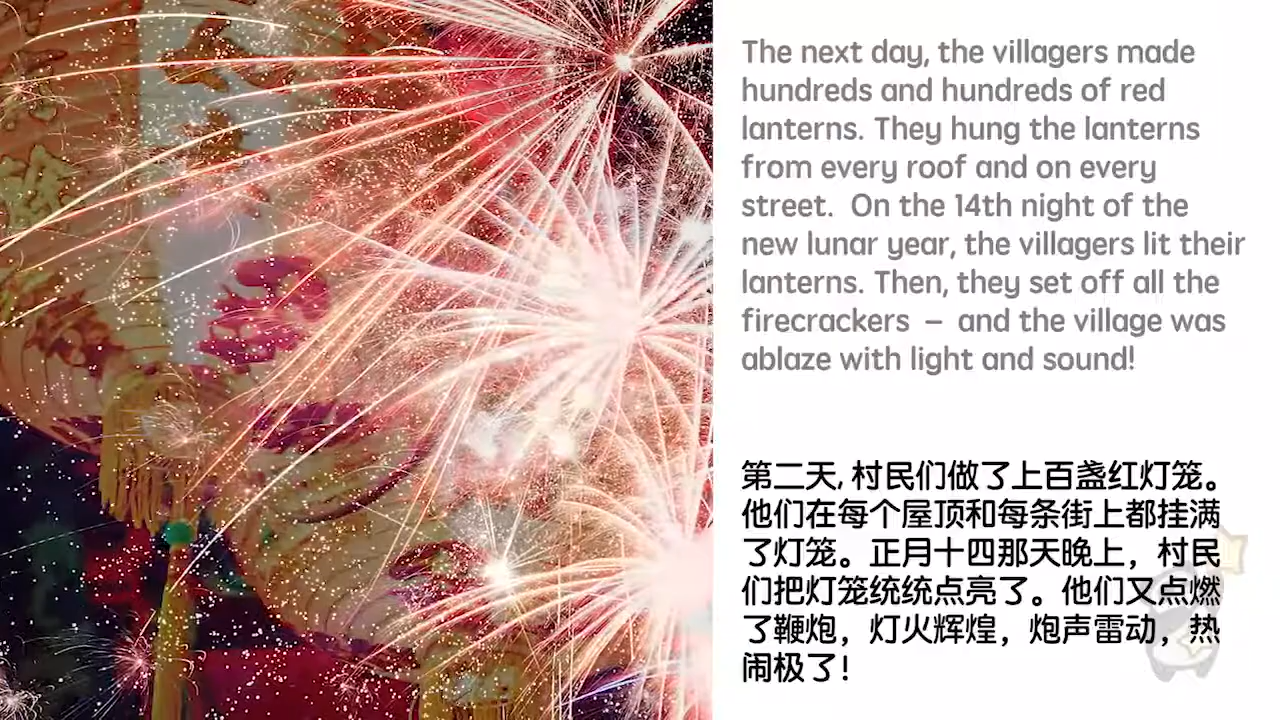 The next day, the villagers made
hundreds and hundreds of red
lanterns. They hung the lanterns
from every roof and on every
street.  On the 14th night of the
new lunar year, the villagers lit their
lanterns. Then, they set off all the
firecrackers  –  and the village was
ablaze with light and sound!
第二天, 村民们做了上百盏红灯笼。
他们在每个屋顶和每条街上都挂满
了灯笼。正月十四那天晚上，村民
们把灯笼统统点亮了。他们又点燃
了鞭炮，灯火辉煌，炮声雷动，热
闹极了！